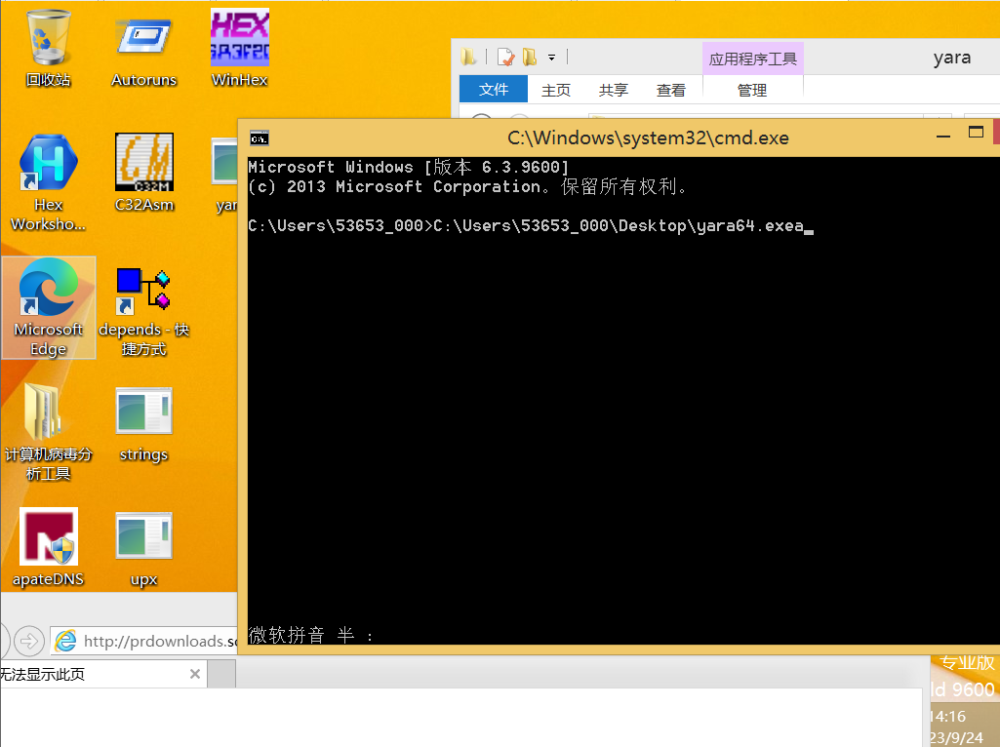 回收站
Autoruns
HEX
WinHex
Hex
Worksho...
C32M
C32Asm
yar
Microsoft
Edge
depends - 快
捷方式
计算机病毒分
析工具
strings
apateDNS
upx
应用程序工具
yara
文件
主页
共享
查看
管理
C:\Windows\system32\cmd.exe
Microsoft Windows [版本 6.3.9600]
(c) 2013 Microsoft Corporation。保留所有权利。
C:\Users\53653_000>C:\Users\53653_000\Desktop\yara64.exea_
微软拼音 半 :
http://prdownloads.so
无法显示此页
专业版
ld 9600
14:16
23/9/24